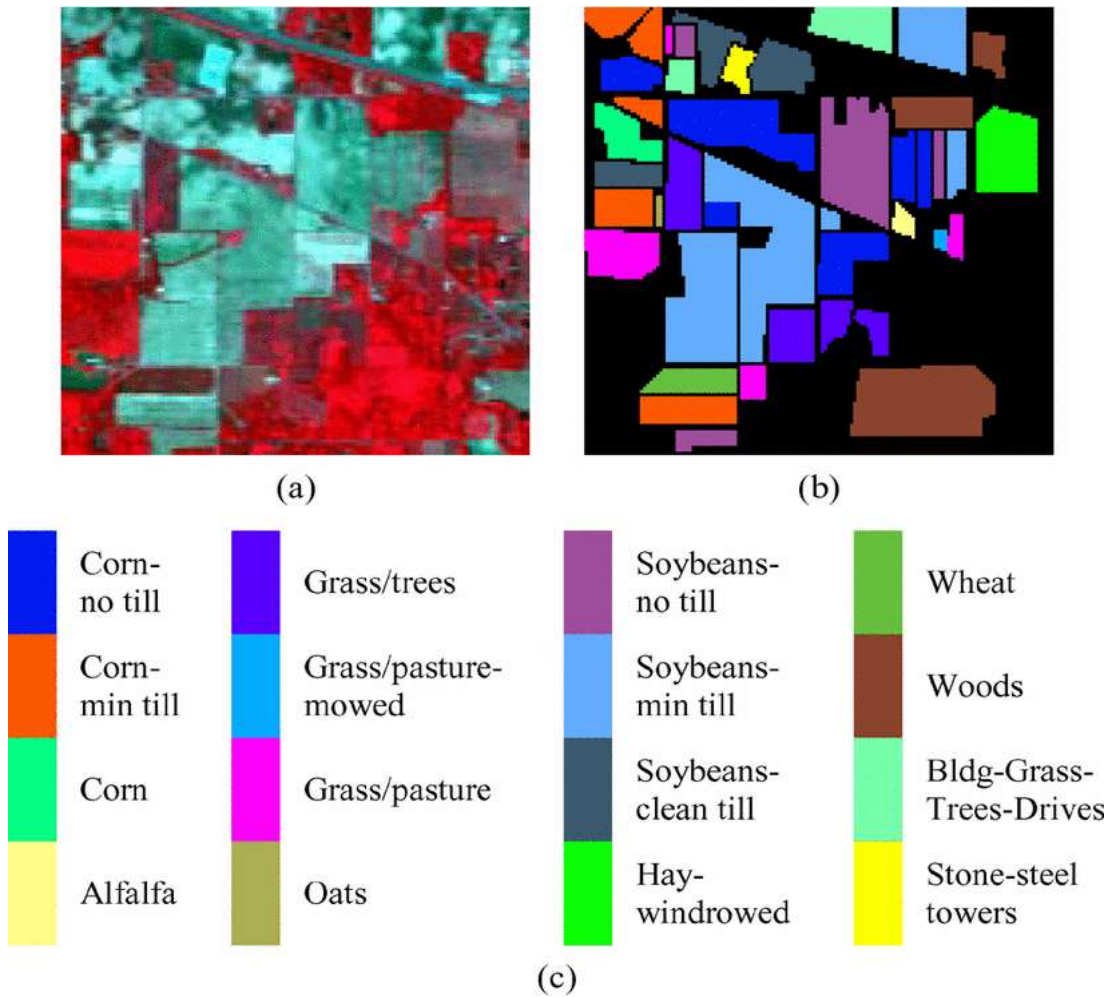 (a)
(b)
Corn-
no till
Grass/trees
Soybeans-
no till
Wheat
Corn-
min till
Grass/pasture-
mowed
Soybeans-
min till
Woods
Corn
Grass/pasture
Soybeans-
clean till
Bldg-Grass-
Trees-Drives
Alfalfa
Oats
Hay-
windrowed
Stone-steel
towers
(c)